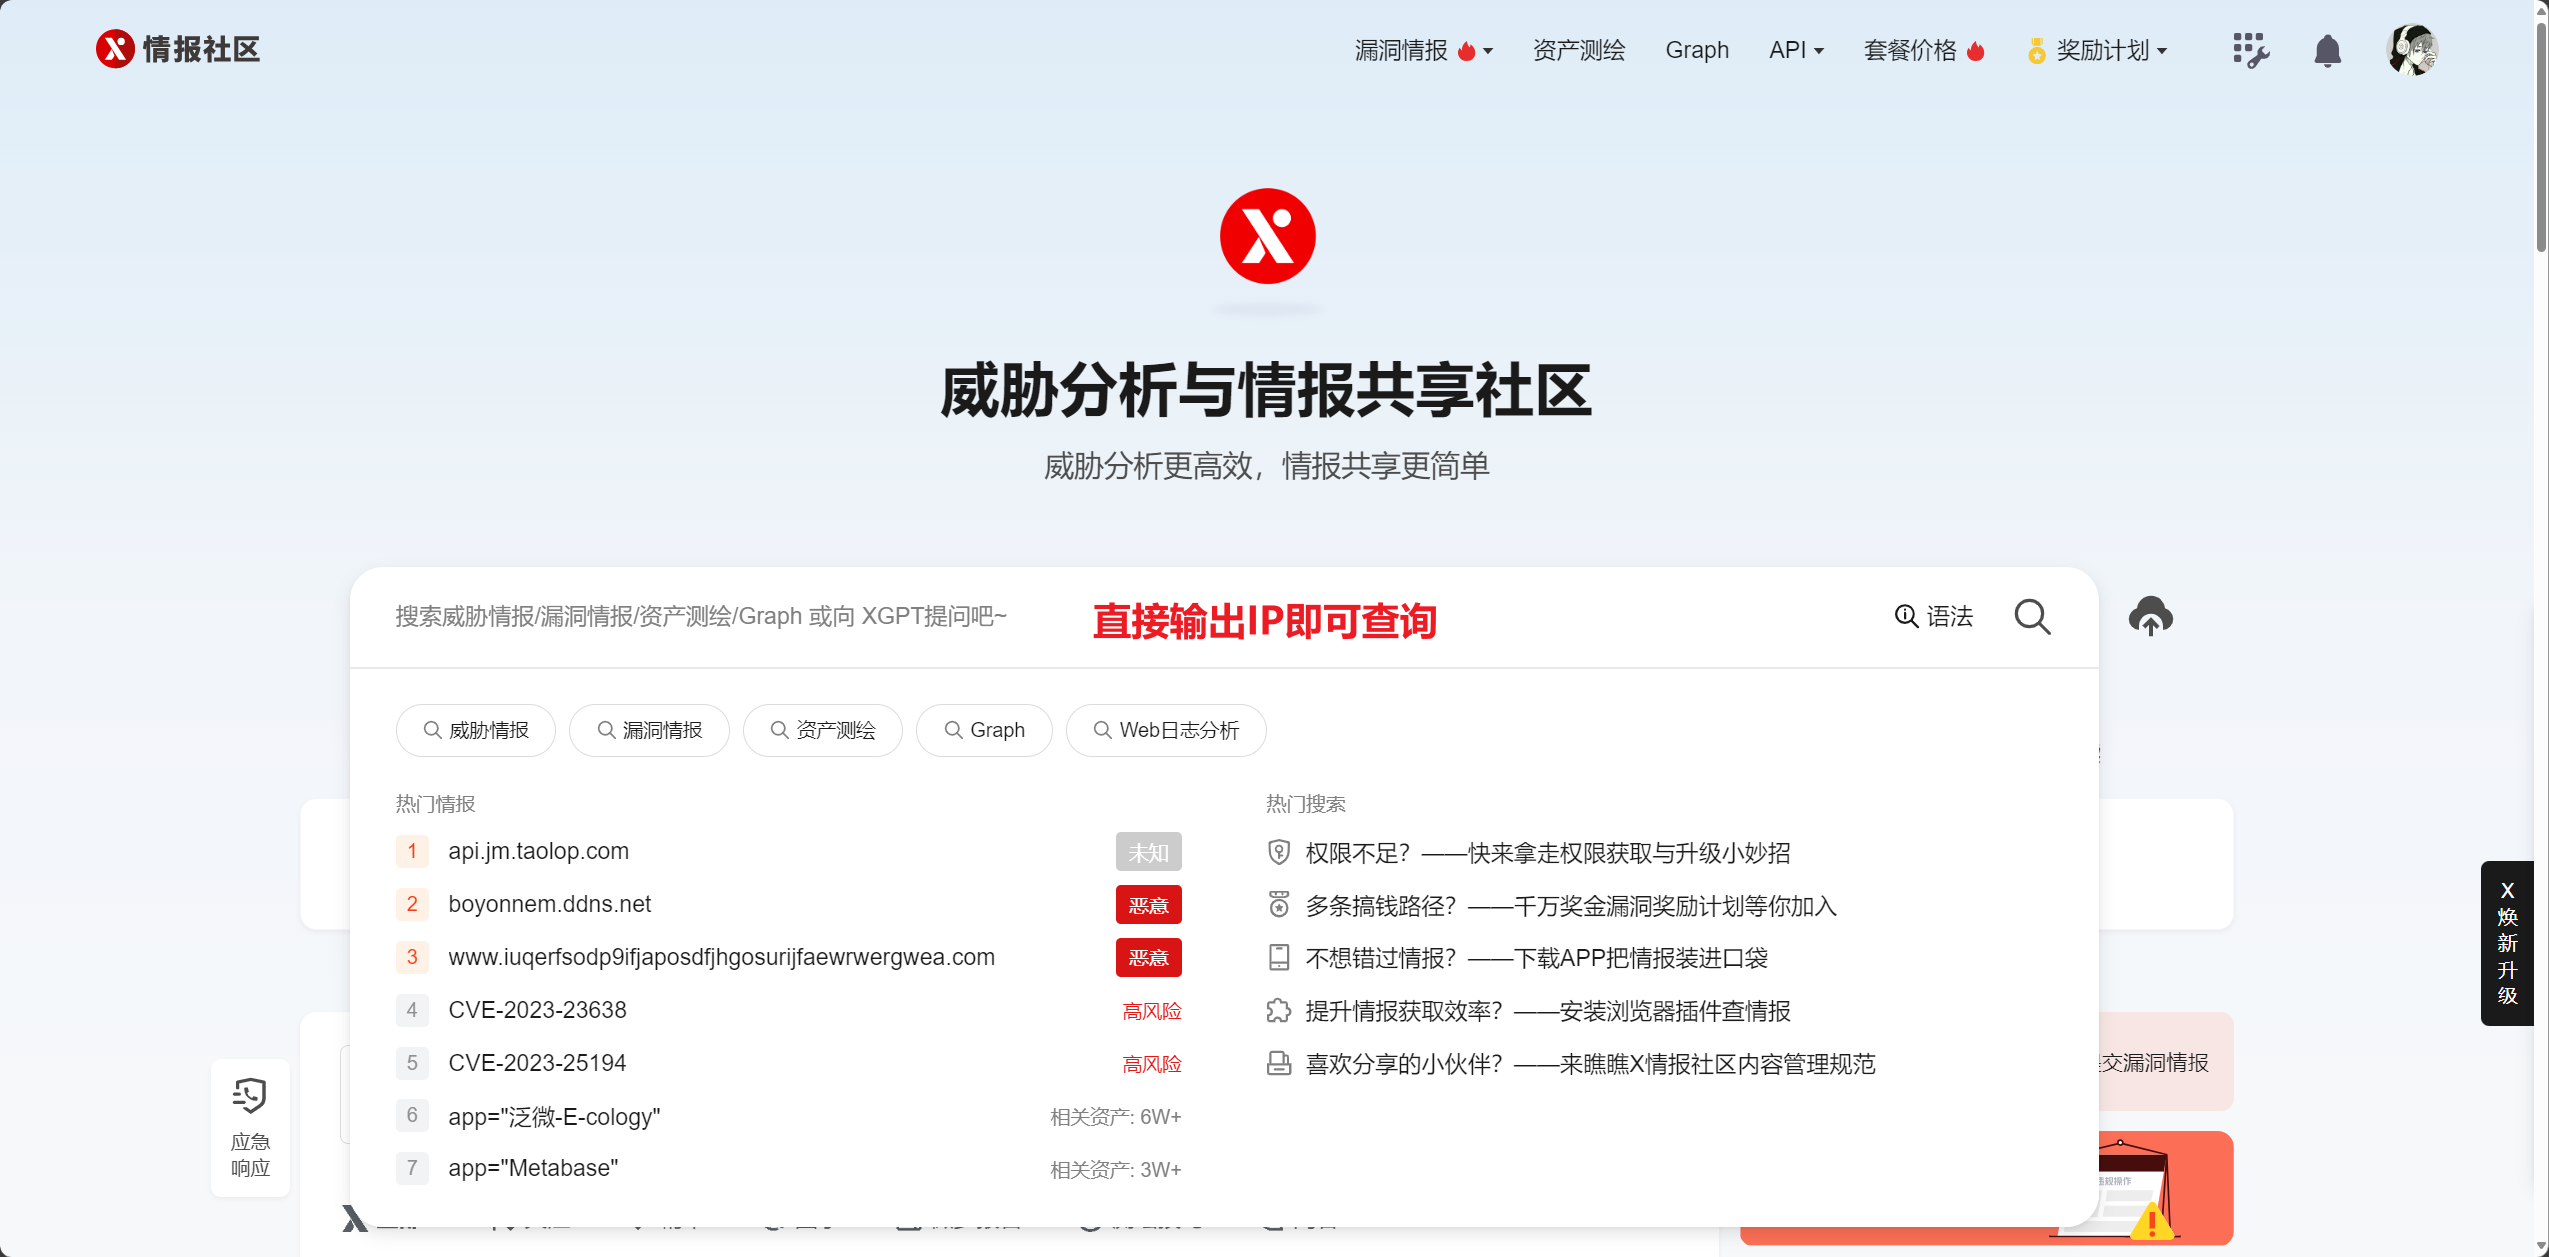 情报社区
漏洞情报 资产测绘 Graph API 套餐价格 奖励计划
威胁分析与情报共享社区
威胁分析更高效，情报共享更简单
搜索威胁情报/漏洞情报/资产测绘/Graph 或向 XGPT提问吧~ 直接输出IP即可查询 语法
威胁情报 漏洞情报 资产测绘 Graph Web日志分析
热门情报
1 api.jm.taolop.com 未知
2 boyonnem.ddns.net 恶意
3 www.iuqerfsodp9ifjaposdfjhgosurijfaewrwergwea.com 恶意
4 CVE-2023-23638 高风险
5 CVE-2023-25194 高风险
6 app="泛微-E-cology" 相关资产: 6W+
7 app="Metabase" 相关资产: 3W+
热门搜索
权限不足？——快来拿走权限获取与升级小妙招
多条搞钱路径？——千万奖金漏洞奖励计划等你加入
不想错过情报？——下载APP把情报装进口袋
提升情报获取效率？——安装浏览器插件查情报
喜欢分享的小伙伴？——来瞧瞧X情报社区内容管理规范
X
焕
新
升
级
交漏洞情报
违规操作
应急
响应